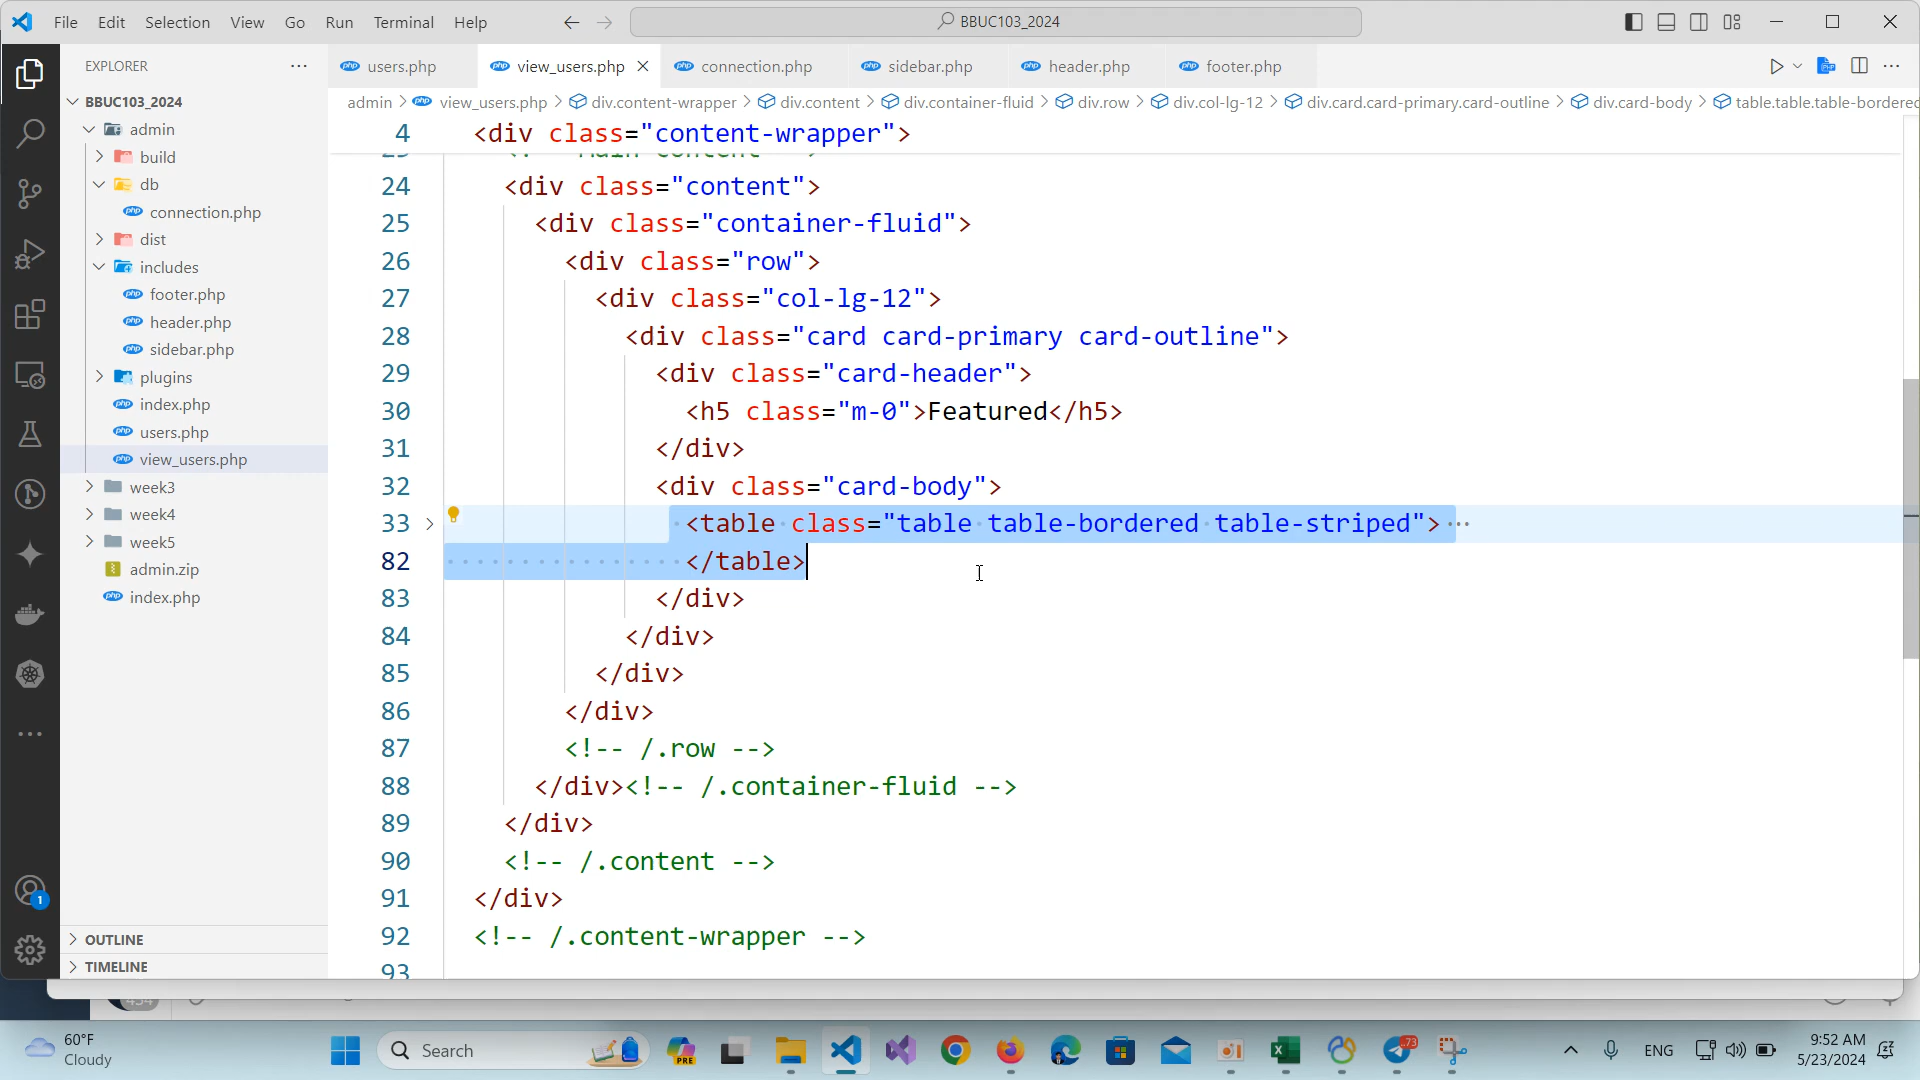 File Edit Selection View Go Run Terminal Help
BBUC103_2024
EXPLORER
users.php
view_users.php
connection.php
sidebar.php
header.php
footer.php
admin > view_users.php > div.content-wrapper > div.content > div.container-fluid > div.row > div.col-lg-12 > div.card.card-primary.card-outline > div.card-body > table.table.table-bordered
BBUC103_2024
admin
build
db
connection.php
dist
includes
footer.php
header.php
sidebar.php
plugins
index.php
users.php
view_users.php
week3
week4
week5
admin.zip
index.php
OUTLINE
TIMELINE
1
4 <div class="content-wrapper">
24 <div class="content">
25 <div class="container-fluid">
26 <div class="row">
27 <div class="col-lg-12">
28 <div class="card card-primary card-outline">
29 <div class="card-header">
30 <h5 class="m-0">Featured</h5>
31 </div>
32 <div class="card-body">
33 <table class="table table-bordered table-striped">
82 </table>
83 </div>
84 </div>
85 </div>
86 </div>
87 <!-- /.row -->
88 </div><!-- /.container-fluid -->
89 </div>
90 <!-- /.content -->
91 </div>
92 <!-- /.content-wrapper -->
93
60°F
Cloudy
Search
PRE
73
ENG
9:52 AM
5/23/2024